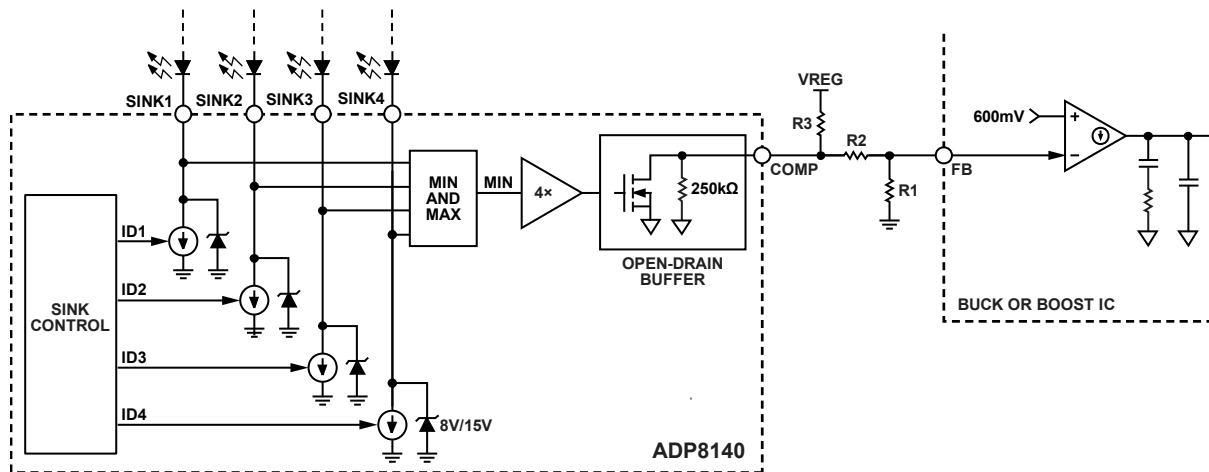 SINK1
SINK2
SINK3
SINK4
VREG
R3
R2
R1
COMP
FB
600mV
+
−
MIN
AND
MAX
MIN
4×
250kΩ
OPEN-DRAIN
BUFFER
SINK
CONTROL
ID1
ID2
ID3
ID4
8V/15V
ADP8140
BUCK OR BOOST IC